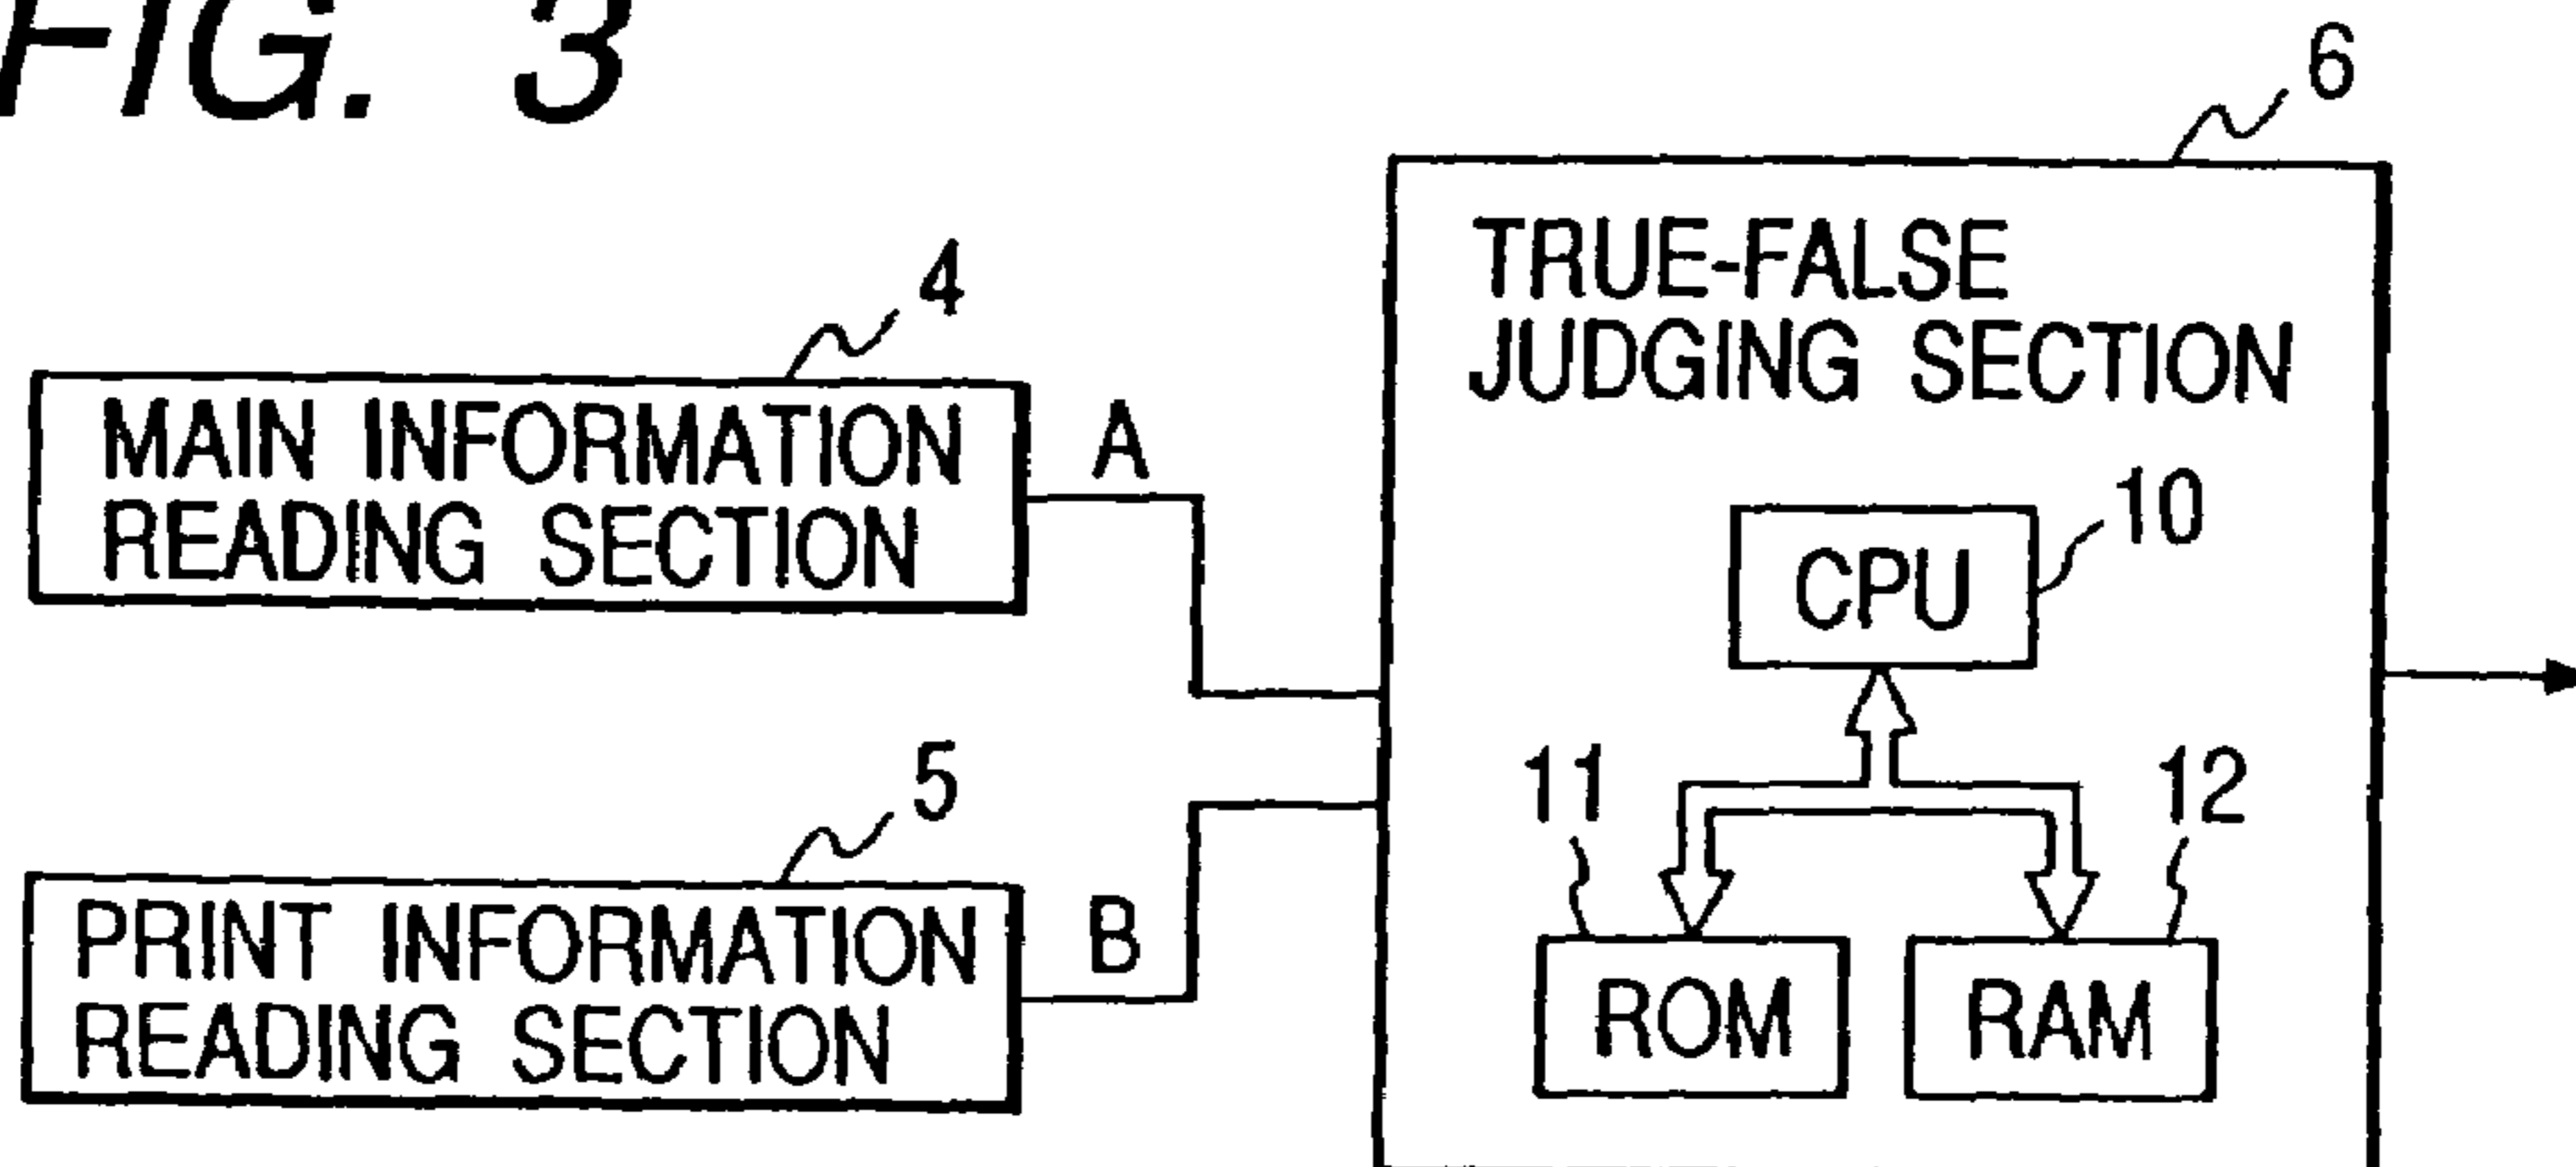 FIG. 3
6
TRUE-FALSE
JUDGING SECTION
4
MAIN INFORMATION
READING SECTION
A
10
CPU
5
PRINT INFORMATION
READING SECTION
B
11
12
ROM
RAM